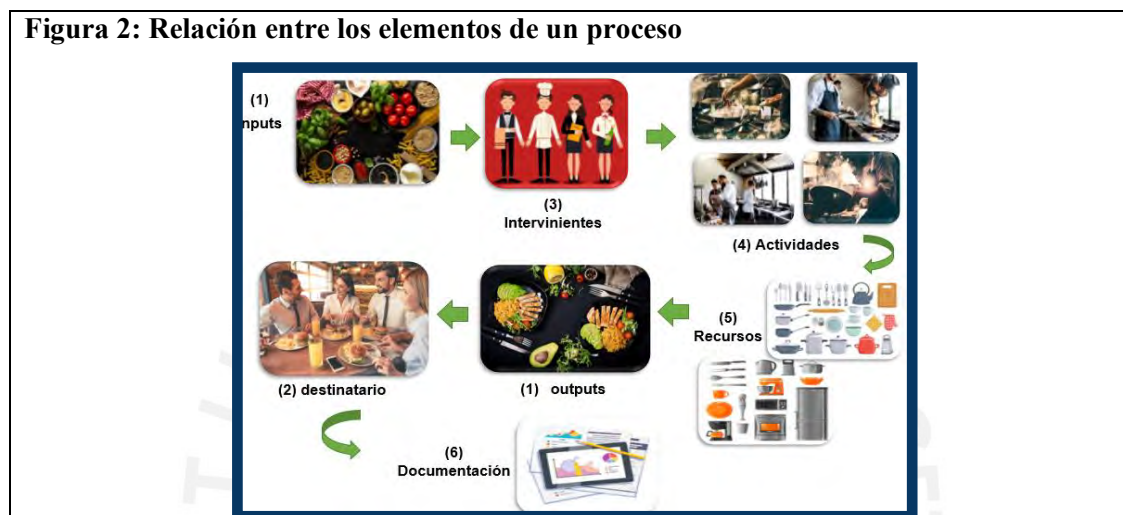 Figura 2: Relación entre los elementos de un proceso
(1)
nputs
(3)
Intervinientes
(4) Actividades
(5)
Recursos
(2) destinatario
(1) outputs
(6)
Documentación